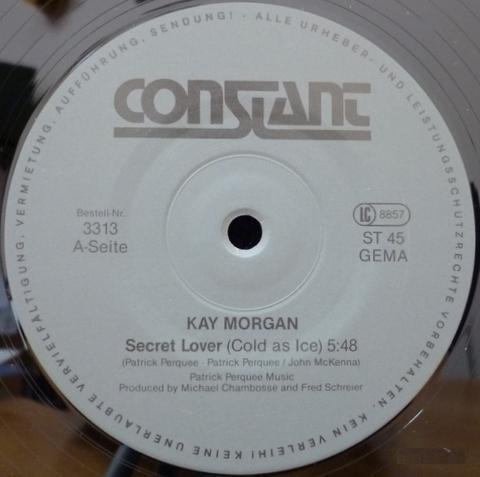 ALLE URHEBER- UND LEISTUNGSSCHUTZRECHTE VORBEHALTEN. KEIN VERLEIH! KEINE UNERLAUBTE VERVIELFÄLTIGUNG, VERMIETUNG, AUFFÜHRUNG, SENDUNG! ·
CONSTANT
Bestell-Nr.
3313
A-Seite
LC 8857
ST 45
GEMA
KAY MORGAN
Secret Lover (Cold as Ice) 5:48
(Patrick Perquee - Patrick Perquee / John McKenna)
Patrick Perquee Music
Produced by Michael Chambosse and Fred Schreier